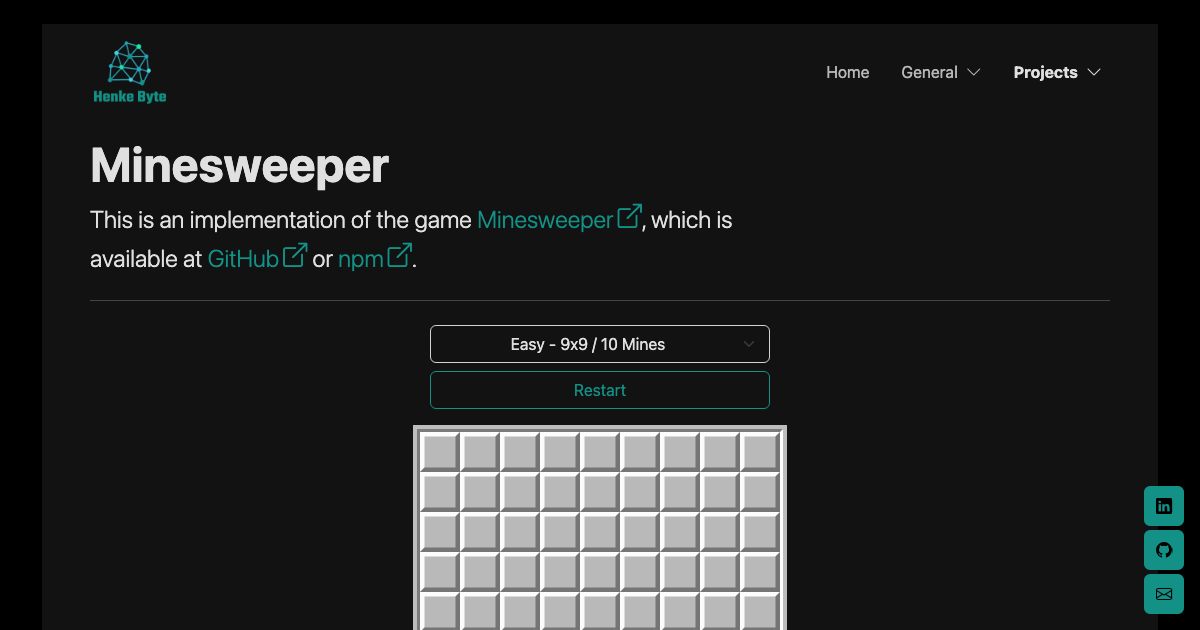 Henke Byte
Home General Projects
Minesweeper
This is an implementation of the game Minesweeper, which is
available at GitHub or npm.
Easy - 9x9 / 10 Mines
Restart
in